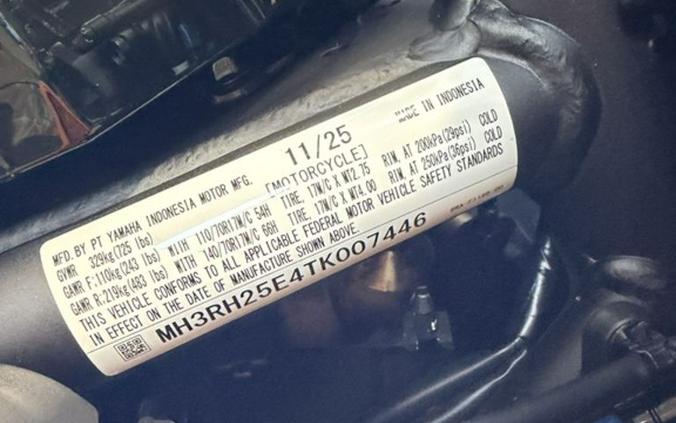 11/25
MADE IN INDONESIA
MFD. BY PT YAMAHA INDONESIA MOTOR MFG. [MOTORCYCLE]
GVWR 329kg(725 lbs)
GAWR F:110kg(243 lbs) WITH 110/70R17M/C 54H TIRE, 17M/C X MT2.75 RIM, AT 200kPa(29psi) COLD
GAWR R:219kg(483 lbs) WITH 140/70R17M/C 66H TIRE, 17M/C X MT4.00 RIM, AT 250kPa(36psi) COLD
THIS VEHICLE CONFORMS TO ALL APPLICABLE FEDERAL MOTOR VEHICLE SAFETY STANDARDS
IN EFFECT ON THE DATE OF MANUFACTURE SHOWN ABOVE.
MH3RH25E4TK007446